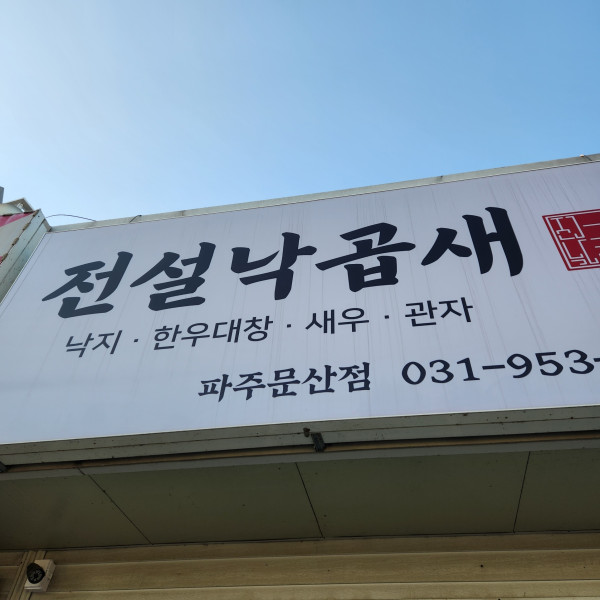 전설낙곱새
낙지 · 한우대창 · 새우 · 관자
파주문산점 031-953-